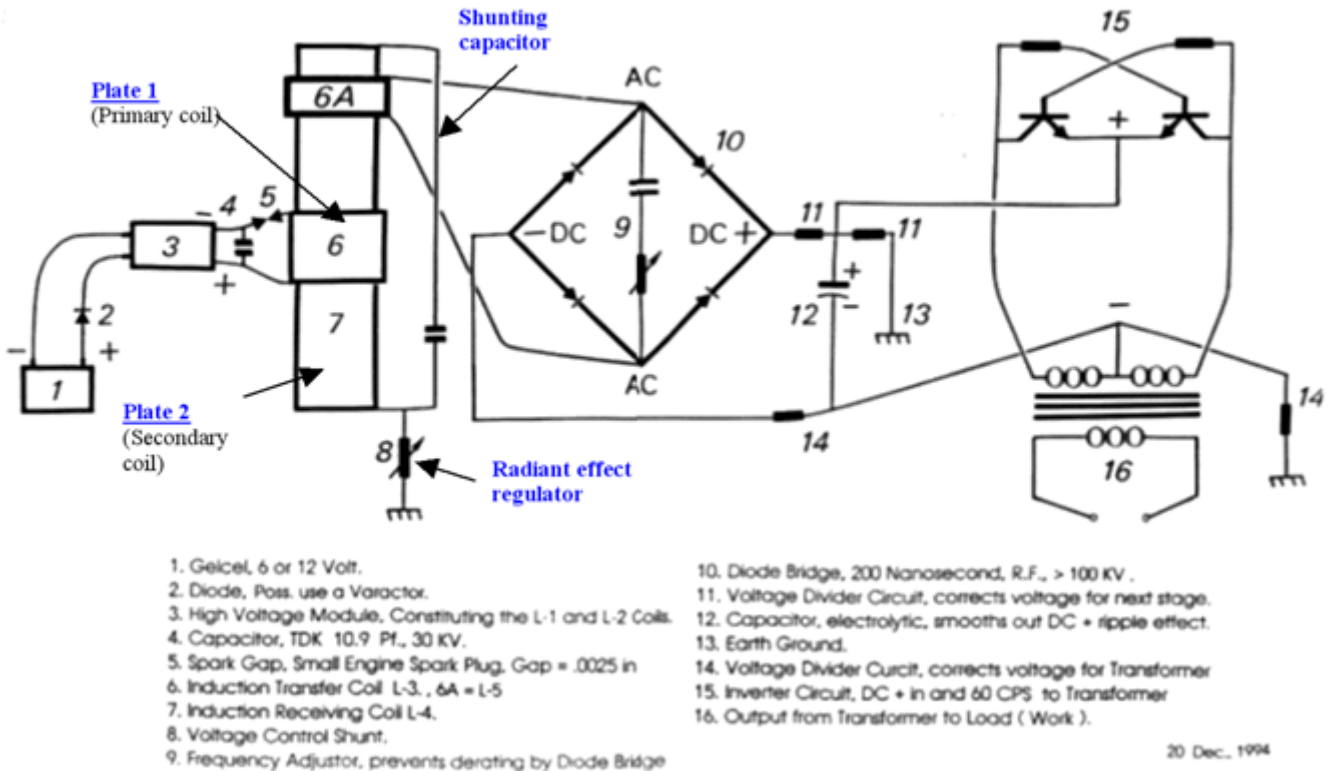 Shunting
capacitor
15
Plate 1
(Primary coil)
6A
AC
10
+
- 4 5
3
6
- DC
9
DC +
11
11
+
2
+
7
12
+
-
13
-
- +
1
AC
Plate 2
(Secondary
coil)
8
14
14
16
Radiant effect
regulator
1. Gelcel, 6 or 12 Volt.
2. Diode, Poss. use a Varactor.
3. High Voltage Module, Constituting the L-1 and L-2 Coils.
4. Capacitor, TDK 10.9 Pf., 30 KV.
5. Spark Gap, Small Engine Spark Plug, Gap = .0025 in
6. Induction Transfer Coil L-3. , 6A = L-5
7. Induction Receiving Coil L-4.
8. Voltage Control Shunt.
9. Frequency Adjustor, prevents derating by Diode Bridge
10. Diode Bridge, 200 Nanosecond, R.F., > 100 KV .
11. Voltage Divider Circuit, corrects voltage for next stage.
12. Capacitor, electrolytic, smooths out DC + ripple effect.
13. Earth Ground.
14. Voltage Divider Curcit, corrects voltage for Transformer
15. Inverter Circuit, DC + in and 60 CPS to Transformer
16. Output from Transformer to Load ( Work ).
20 Dec., 1994